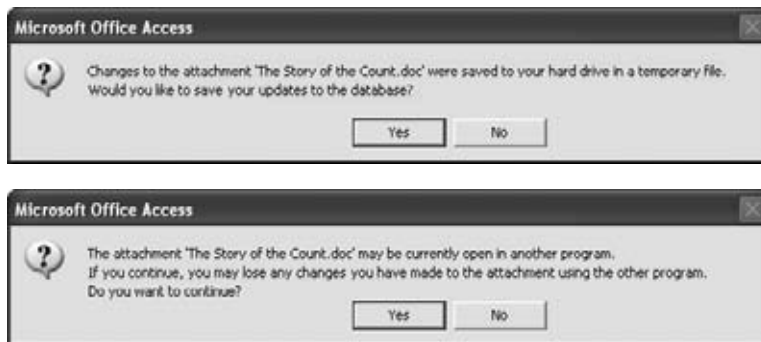 Microsoft Office Access
Changes to the attachment 'The Story of the Count.doc' were saved to your hard drive in a temporary file.
Would you like to save your updates to the database?
Yes No
Microsoft Office Access
The attachment 'The Story of the Count.doc' may be currently open in another program.
If you continue, you may lose any changes you have made to the attachment using the other program.
Do you want to continue?
Yes No